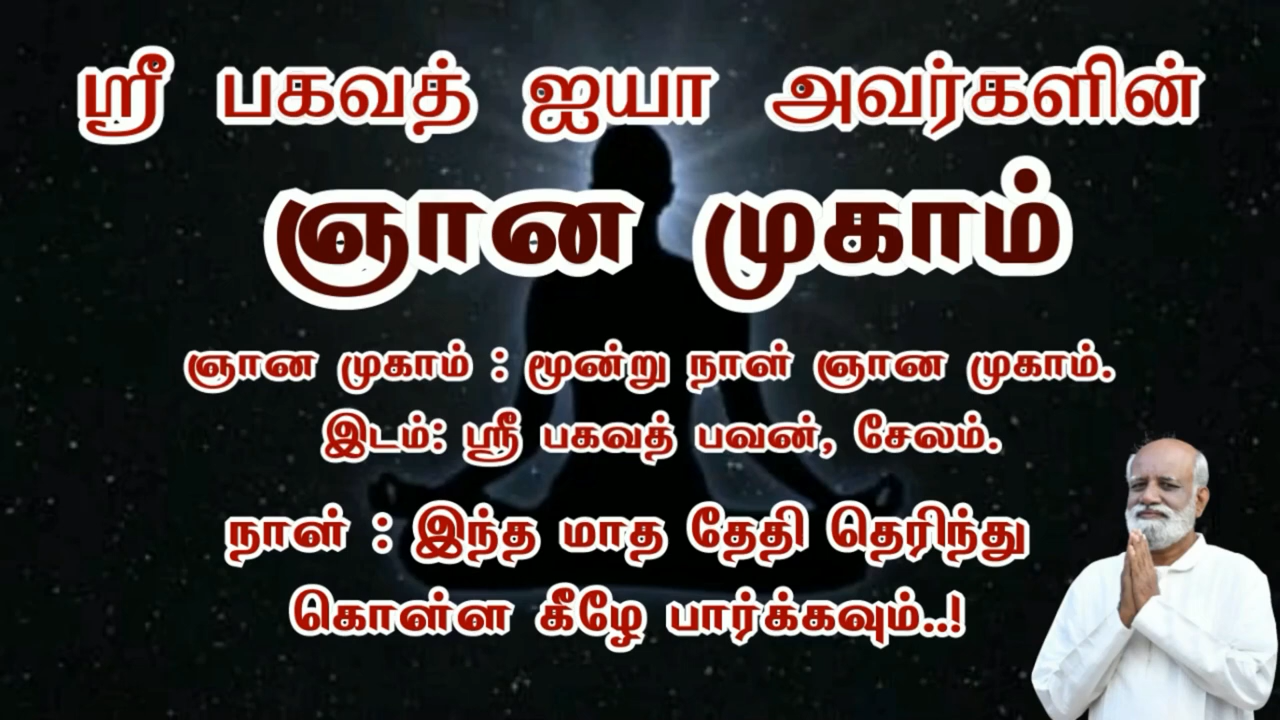 ஸ்ரீ பகவத் ஐயா அவர்களின்
ஞான முகாம்
ஞான முகாம் : மூன்று நாள் ஞான முகாம்.
இடம்: ஸ்ரீ பகவத் பவன், சேலம்.
நாள் : இந்த மாத தேதி தெரிந்து
கொள்ள கீழே பார்க்கவும்..!